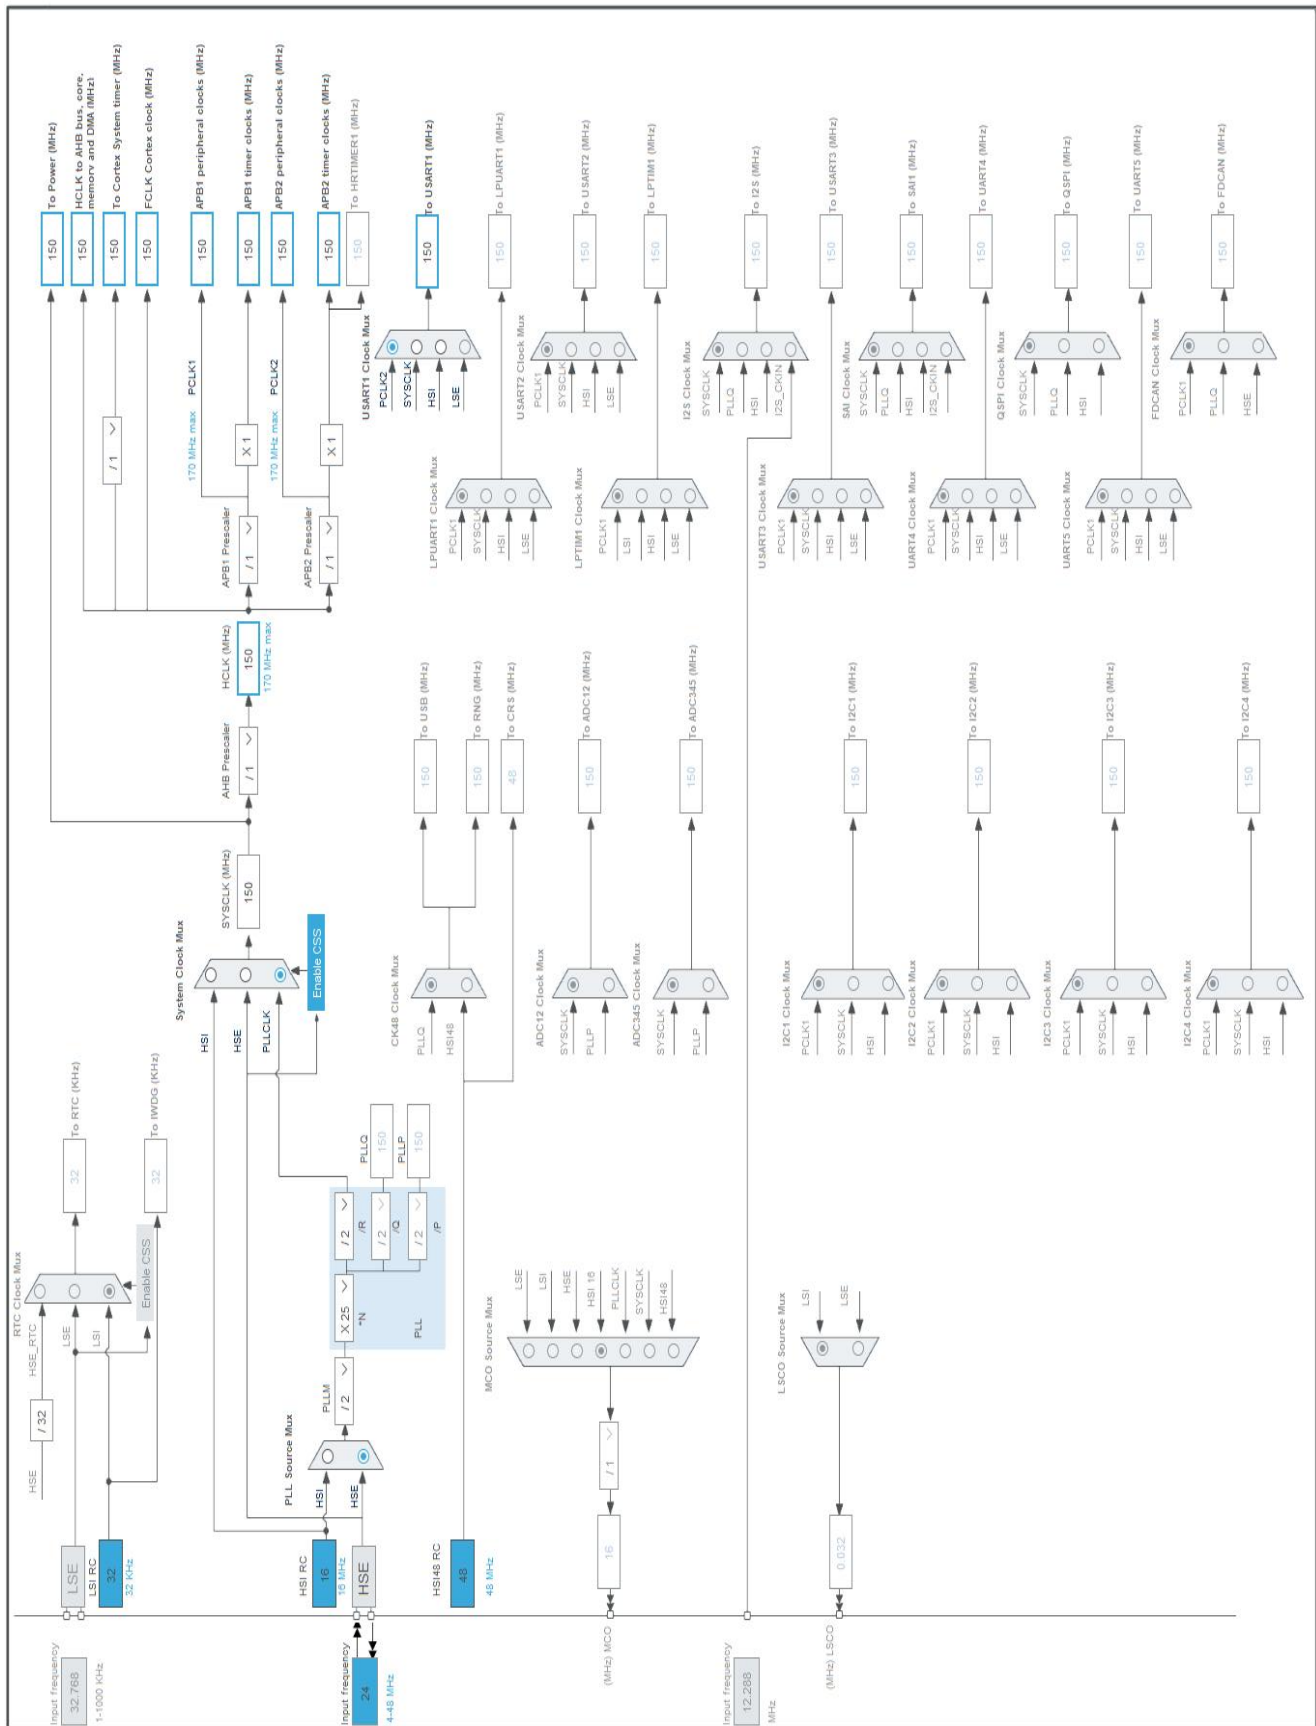 Input frequency
32.768
1-1000 KHz
LSE
LSI RC
32
32 KHz
HSE
/ 32
HSE_RTC
LSE
LSI
RTC Clock Mux
Enable CSS
32
To RTC (KHz)
32
To IWDG (KHz)
Input frequency
24
4-48 MHz
HSI RC
16
16 MHz
HSE
HSI48 RC
48
48 MHz
PLL Source Mux
HSI
HSE
PLLM
/ 2
X 25
*N
PLL
/ 2
/R
/ 2
/Q
/ 2
/P
PLLQ
150
PLLP
150
System Clock Mux
HSI
HSE
PLLCLK
Enable CSS
SYSCLK (MHz)
150
AHB Prescaler
/ 1
HCLK (MHz)
150
170 MHz max
APB1 Prescaler
/ 1
APB2 Prescaler
/ 1
/ 1
X 1
X 1
170 MHz max
PCLK1
170 MHz max
PCLK2
150
To Power (MHz)
150
HCLK to AHB bus, core,
memory and DMA (MHz)
150
To Cortex System timer (MHz)
150
FCLK Cortex clock (MHz)
150
APB1 peripheral clocks (MHz)
150
APB1 timer clocks (MHz)
150
APB2 peripheral clocks (MHz)
150
APB2 timer clocks (MHz)
150
To HRTIMER1 (MHz)
CK48 Clock Mux
PLLQ
HSI48
150
To USB (MHz)
150
To RNG (MHz)
48
To CRS (MHz)
ADC12 Clock Mux
SYSCLK
PLLP
150
To ADC12 (MHz)
ADC345 Clock Mux
SYSCLK
PLLP
150
To ADC345 (MHz)
USART1 Clock Mux
PCLK2
SYSCLK
HSI
LSE
150
To USART1 (MHz)
LPUART1 Clock Mux
PCLK1
SYSCLK
HSI
LSE
150
To LPUART1 (MHz)
USART2 Clock Mux
PCLK1
SYSCLK
HSI
LSE
150
To USART2 (MHz)
LPTIM1 Clock Mux
PCLK1
LSI
HSI
LSE
150
To LPTIM1 (MHz)
I2S Clock Mux
SYSCLK
PLLQ
HSI
I2S_CKIN
150
To I2S (MHz)
USART3 Clock Mux
PCLK1
SYSCLK
HSI
LSE
150
To USART3 (MHz)
SAI Clock Mux
SYSCLK
PLLQ
HSI
I2S_CKIN
150
To SAI1 (MHz)
UART4 Clock Mux
PCLK1
SYSCLK
HSI
LSE
150
To UART4 (MHz)
QSPI Clock Mux
SYSCLK
PLLQ
HSI
150
To QSPI (MHz)
UART5 Clock Mux
PCLK1
SYSCLK
HSI
LSE
150
To UART5 (MHz)
FDCAN Clock Mux
PCLK1
PLLQ
HSE
150
To FDCAN (MHz)
MCO Source Mux
LSE
LSI
HSE
HSI 16
PLLCLK
SYSCLK
HSI48
/ 1
16
(MHz) MCO
Input frequency
12.288
MHz
LSCO Source Mux
LSI
LSE
0.032
(MHz) LSCO
I2C1 Clock Mux
PCLK1
SYSCLK
HSI
150
To I2C1 (MHz)
I2C2 Clock Mux
PCLK1
SYSCLK
HSI
150
To I2C2 (MHz)
I2C3 Clock Mux
PCLK1
SYSCLK
HSI
150
To I2C3 (MHz)
I2C4 Clock Mux
PCLK1
SYSCLK
HSI
150
To I2C4 (MHz)